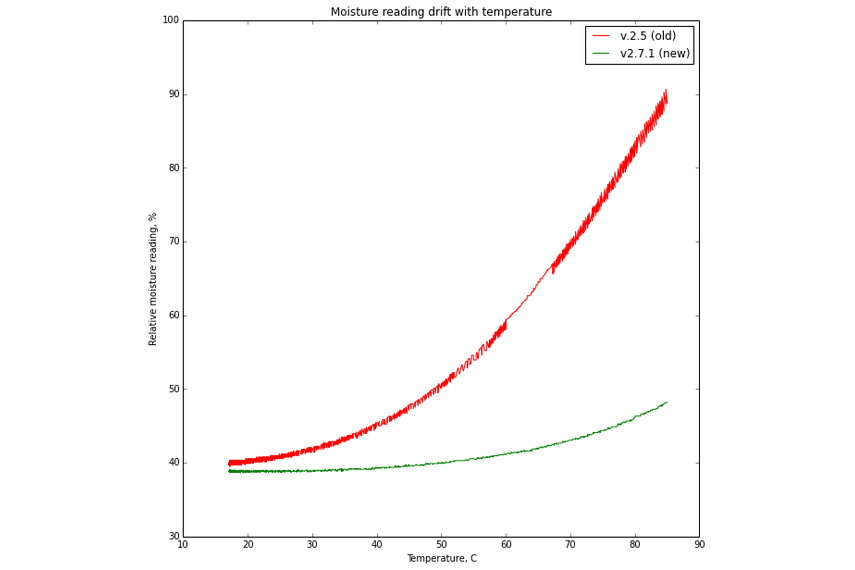 Moisture reading drift with temperature
v.2.5 (old)
v2.7.1 (new)
100
90
80
70
60
50
40
30
Relative moisture reading, %
10 20 30 40 50 60 70 80 90
Temperature, C